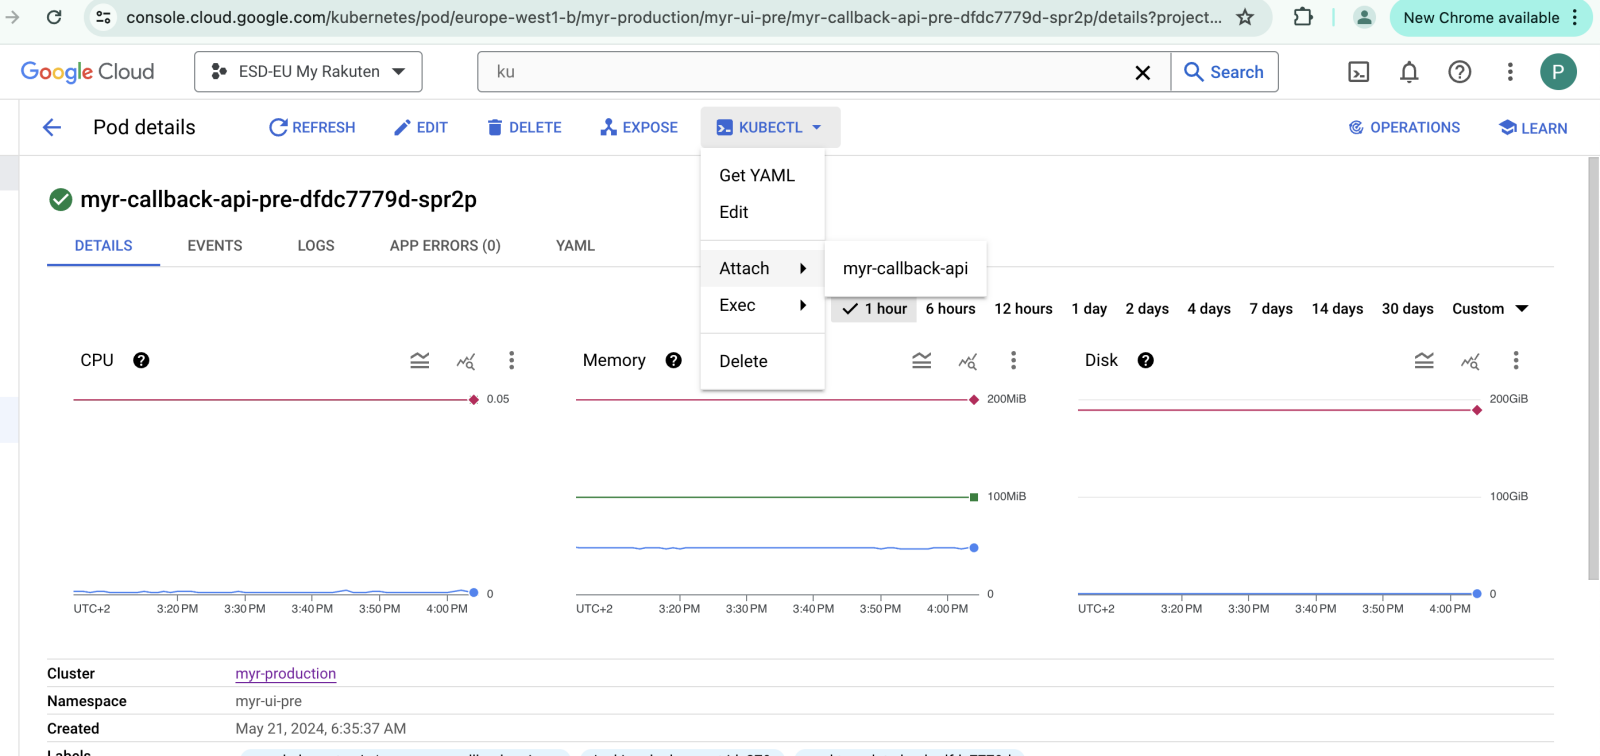 console.cloud.google.com/kubernetes/pod/europe-west1-b/myr-production/myr-ui-pre/myr-callback-api-pre-dfdc7779d-spr2p/details?project...
New Chrome available
Google Cloud
ESD-EU My Rakuten
ku
Search
P
Pod details
REFRESH
EDIT
DELETE
EXPOSE
KUBECTL
OPERATIONS
LEARN
Get YAML
Edit
Attach
myr-callback-api
Exec
Delete
myr-callback-api-pre-dfdc7779d-spr2p
DETAILS
EVENTS
LOGS
APP ERRORS (0)
YAML
1 hour
6 hours
12 hours
1 day
2 days
4 days
7 days
14 days
30 days
Custom
CPU
0.05
0
UTC+2 3:20 PM 3:30 PM 3:40 PM 3:50 PM 4:00 PM
Memory
200MiB
100MiB
0
UTC+2 3:20 PM 3:30 PM 3:40 PM 3:50 PM 4:00 PM
Disk
200GiB
100GiB
0
UTC+2 3:20 PM 3:30 PM 3:40 PM 3:50 PM 4:00 PM
Cluster myr-production
Namespace myr-ui-pre
Created May 21, 2024, 6:35:37 AM
Labels